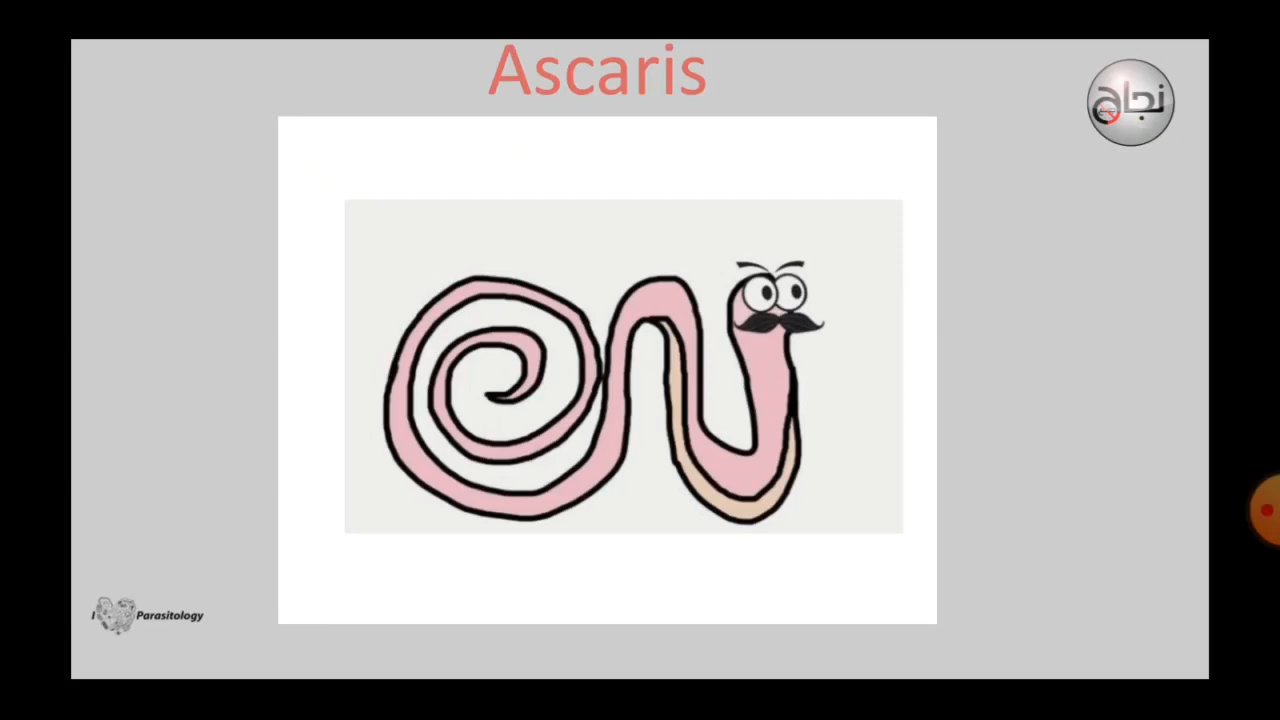 Ascaris
نجاح
I Parasitology